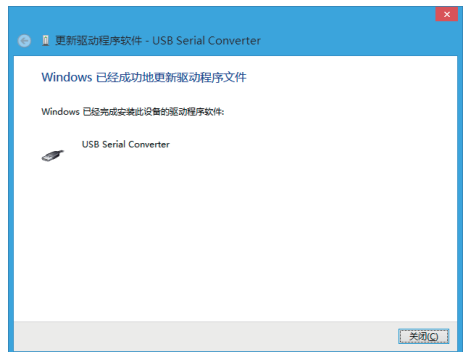 更新驱动程序软件 - USB Serial Converter
Windows 已经成功地更新驱动程序文件
Windows 已经完成安装此设备的驱动程序软件:
USB Serial Converter
关闭(C)